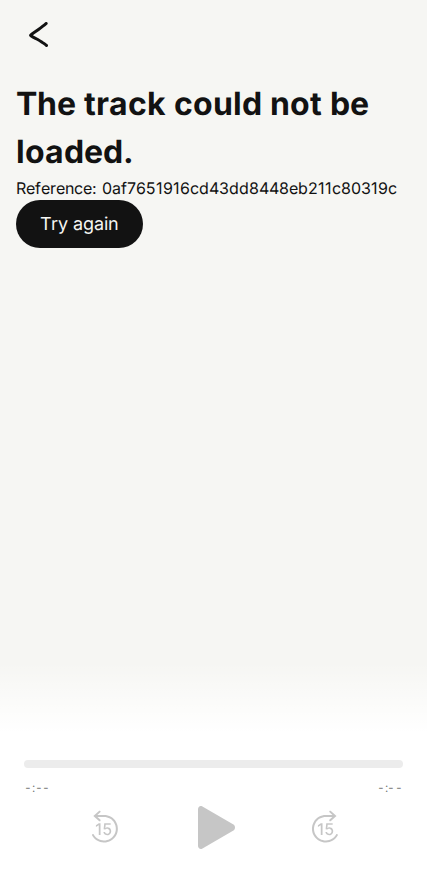 The track could not be
loaded.
Reference: 0af7651916cd43dd8448eb211c80319c
Try again
-:-- -:--
15 15